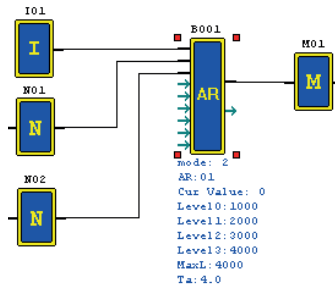 I01
B001
I
M01
AR
M
N01
N
N02
N
mode: 2
AR:01
Cur Value: 0
Level0:1000
Level1:2000
Level2:3000
Level3:4000
MaxL:4000
Ta:4.0